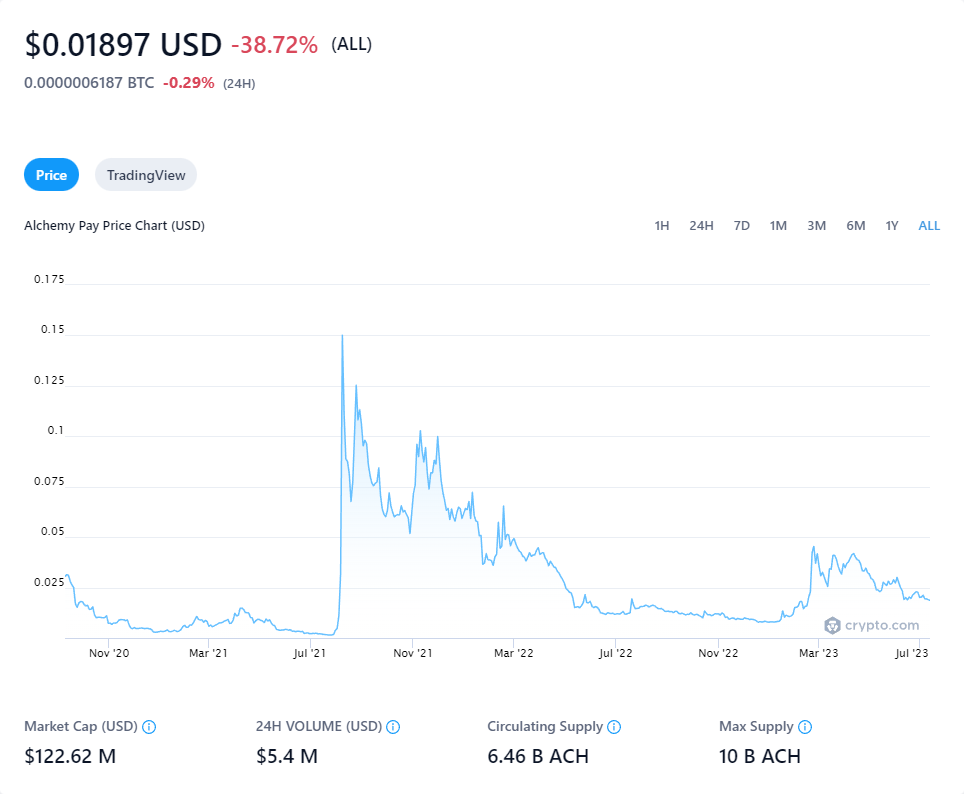 $0.01897 USD -38.72% (ALL)
0.0000006187 BTC -0.29% (24H)
Price TradingView
Alchemy Pay Price Chart (USD) 1H 24H 7D 1M 3M 6M 1Y ALL
0.175
0.15
0.125
0.1
0.075
0.05
0.025
crypto.com
Nov '20 Mar '21 Jul '21 Nov '21 Mar '22 Jul '22 Nov '22 Mar '23 Jul '23
Market Cap (USD) 24H VOLUME (USD) Circulating Supply Max Supply
$122.62 M $5.4 M 6.46 B ACH 10 B ACH